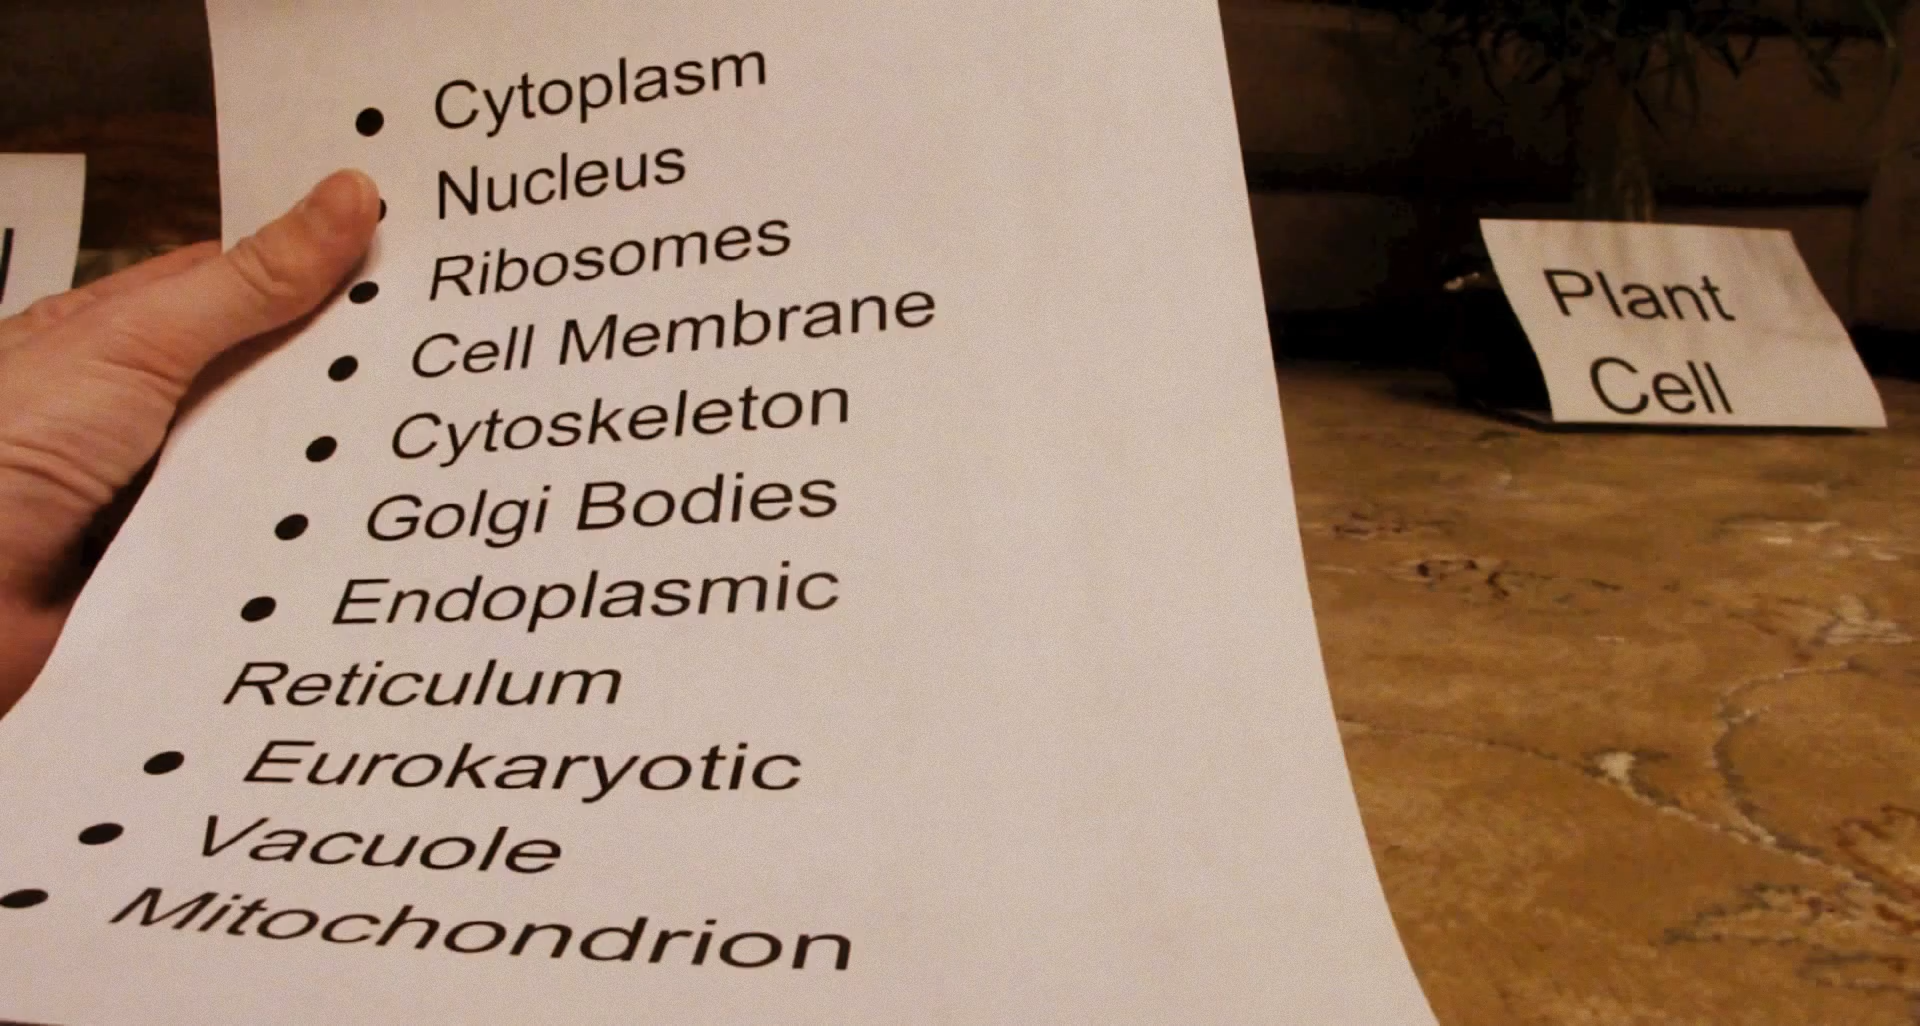 • Cytoplasm
• Nucleus
• Ribosomes
• Cell Membrane
• Cytoskeleton
• Golgi Bodies
• Endoplasmic
Reticulum
• Eurokaryotic
• Vacuole
• Mitochondrion
Plant
Cell